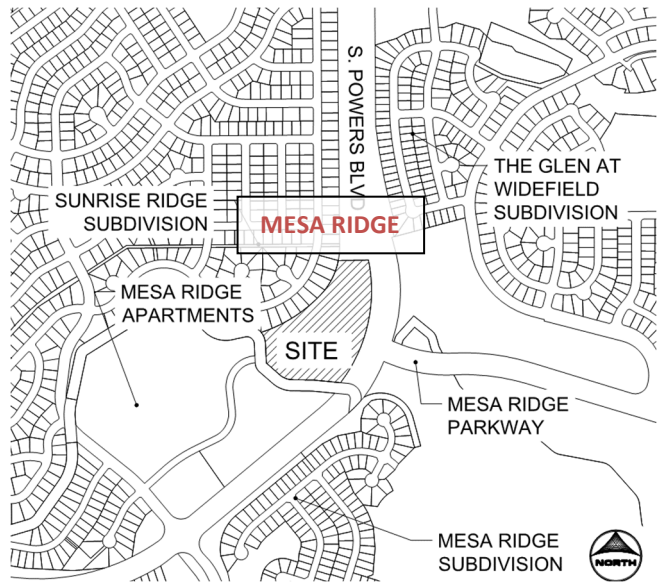 S. POWERS BLVD
THE GLEN AT
WIDEFIELD
SUBDIVISION
SUNRISE RIDGE
SUBDIVISION
MESA RIDGE
MESA RIDGE
APARTMENTS
SITE
MESA RIDGE
PARKWAY
MESA RIDGE
SUBDIVISION
NORTH